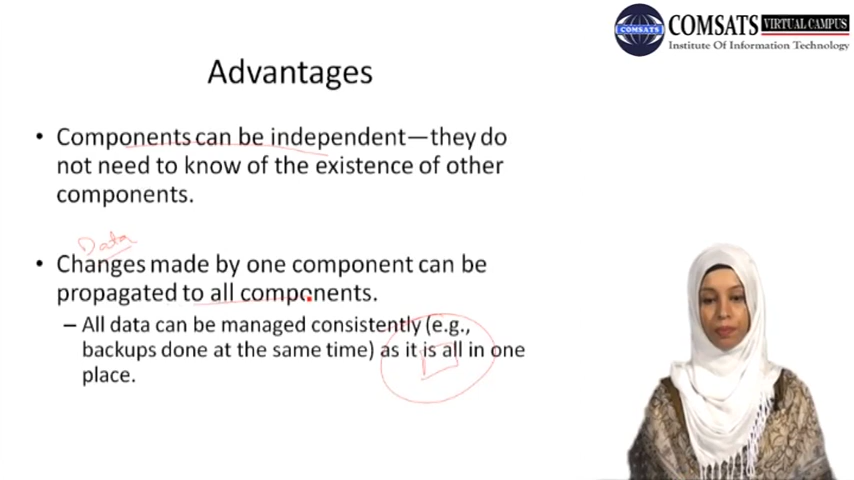 COMSATS
COMSATS VIRTUAL CAMPUS
Institute Of Information Technology
Advantages
• Components can be independent—they do
not need to know of the existence of other
components.
Data
• Changes made by one component can be
propagated to all components.
– All data can be managed consistently (e.g.,
backups done at the same time) as it is all in one
place.